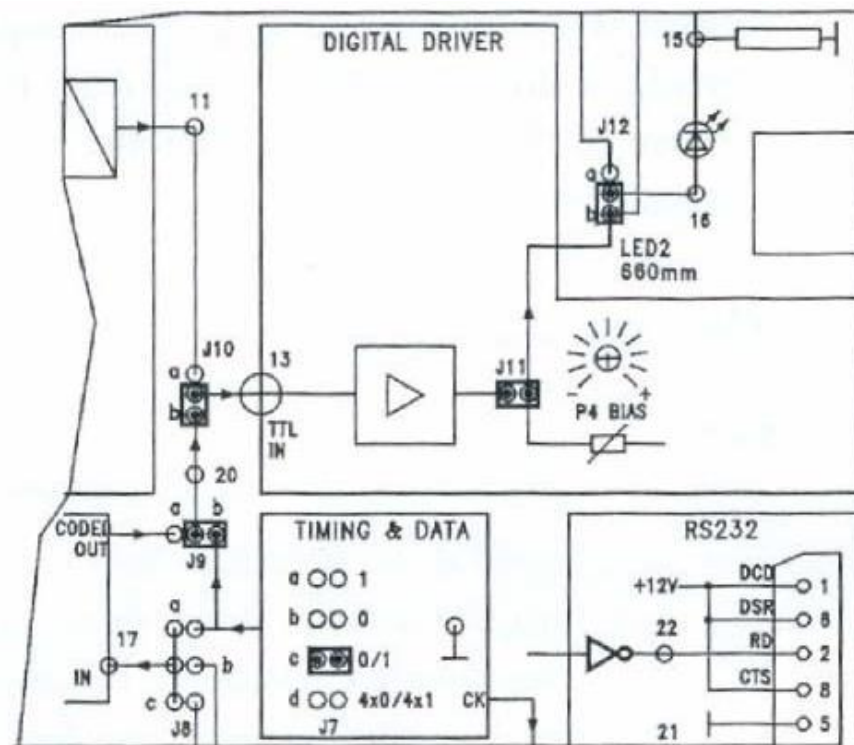 DIGITAL DRIVER
15
11
J12
a
b
16
LED2
660mm
J10
a
b
13
TTL
IN
J11
- +
P4 BIAS
20
a b
CODE
OUT
J9
TIMING & DATA
a 1
b 0
c 0/1
d 4x0/4x1
J7
CK
a
17
IN
b
c
J8
RS232
+12V
DCD 1
DSR 6
22
RD 2
CTS 8
21
5